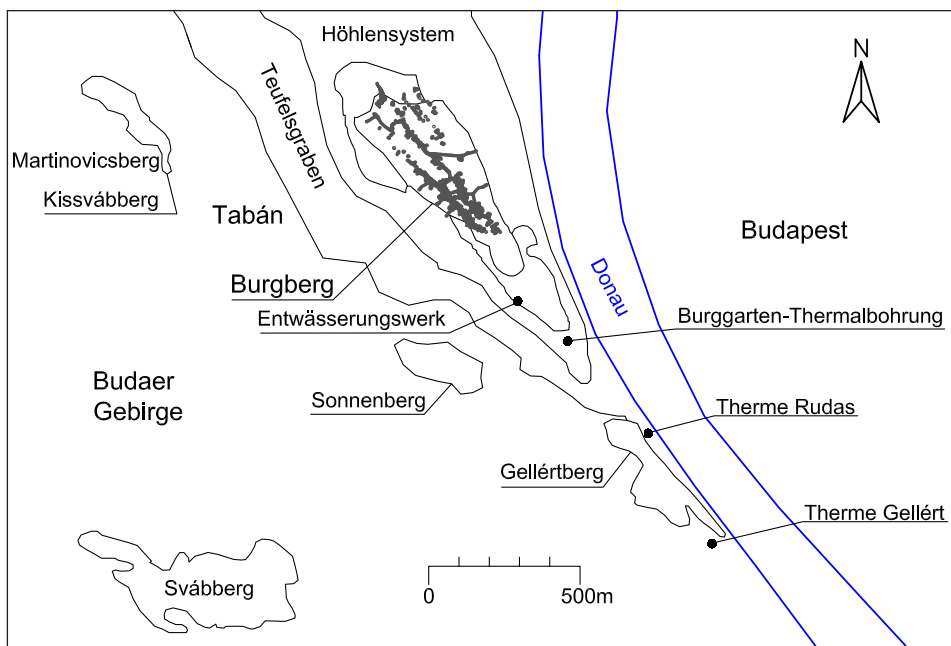 Höhlensystem
N
Teufelsgraben
Martinovicsberg
Kissvábberg
Tabán
Budapest
Donau
Burgberg
Entwässerungswerk
Burggarten-Thermalbohrung
Budaer
Gebirge
Sonnenberg
Therme Rudas
Gellértberg
Therme Gellért
Svábberg
0
500m